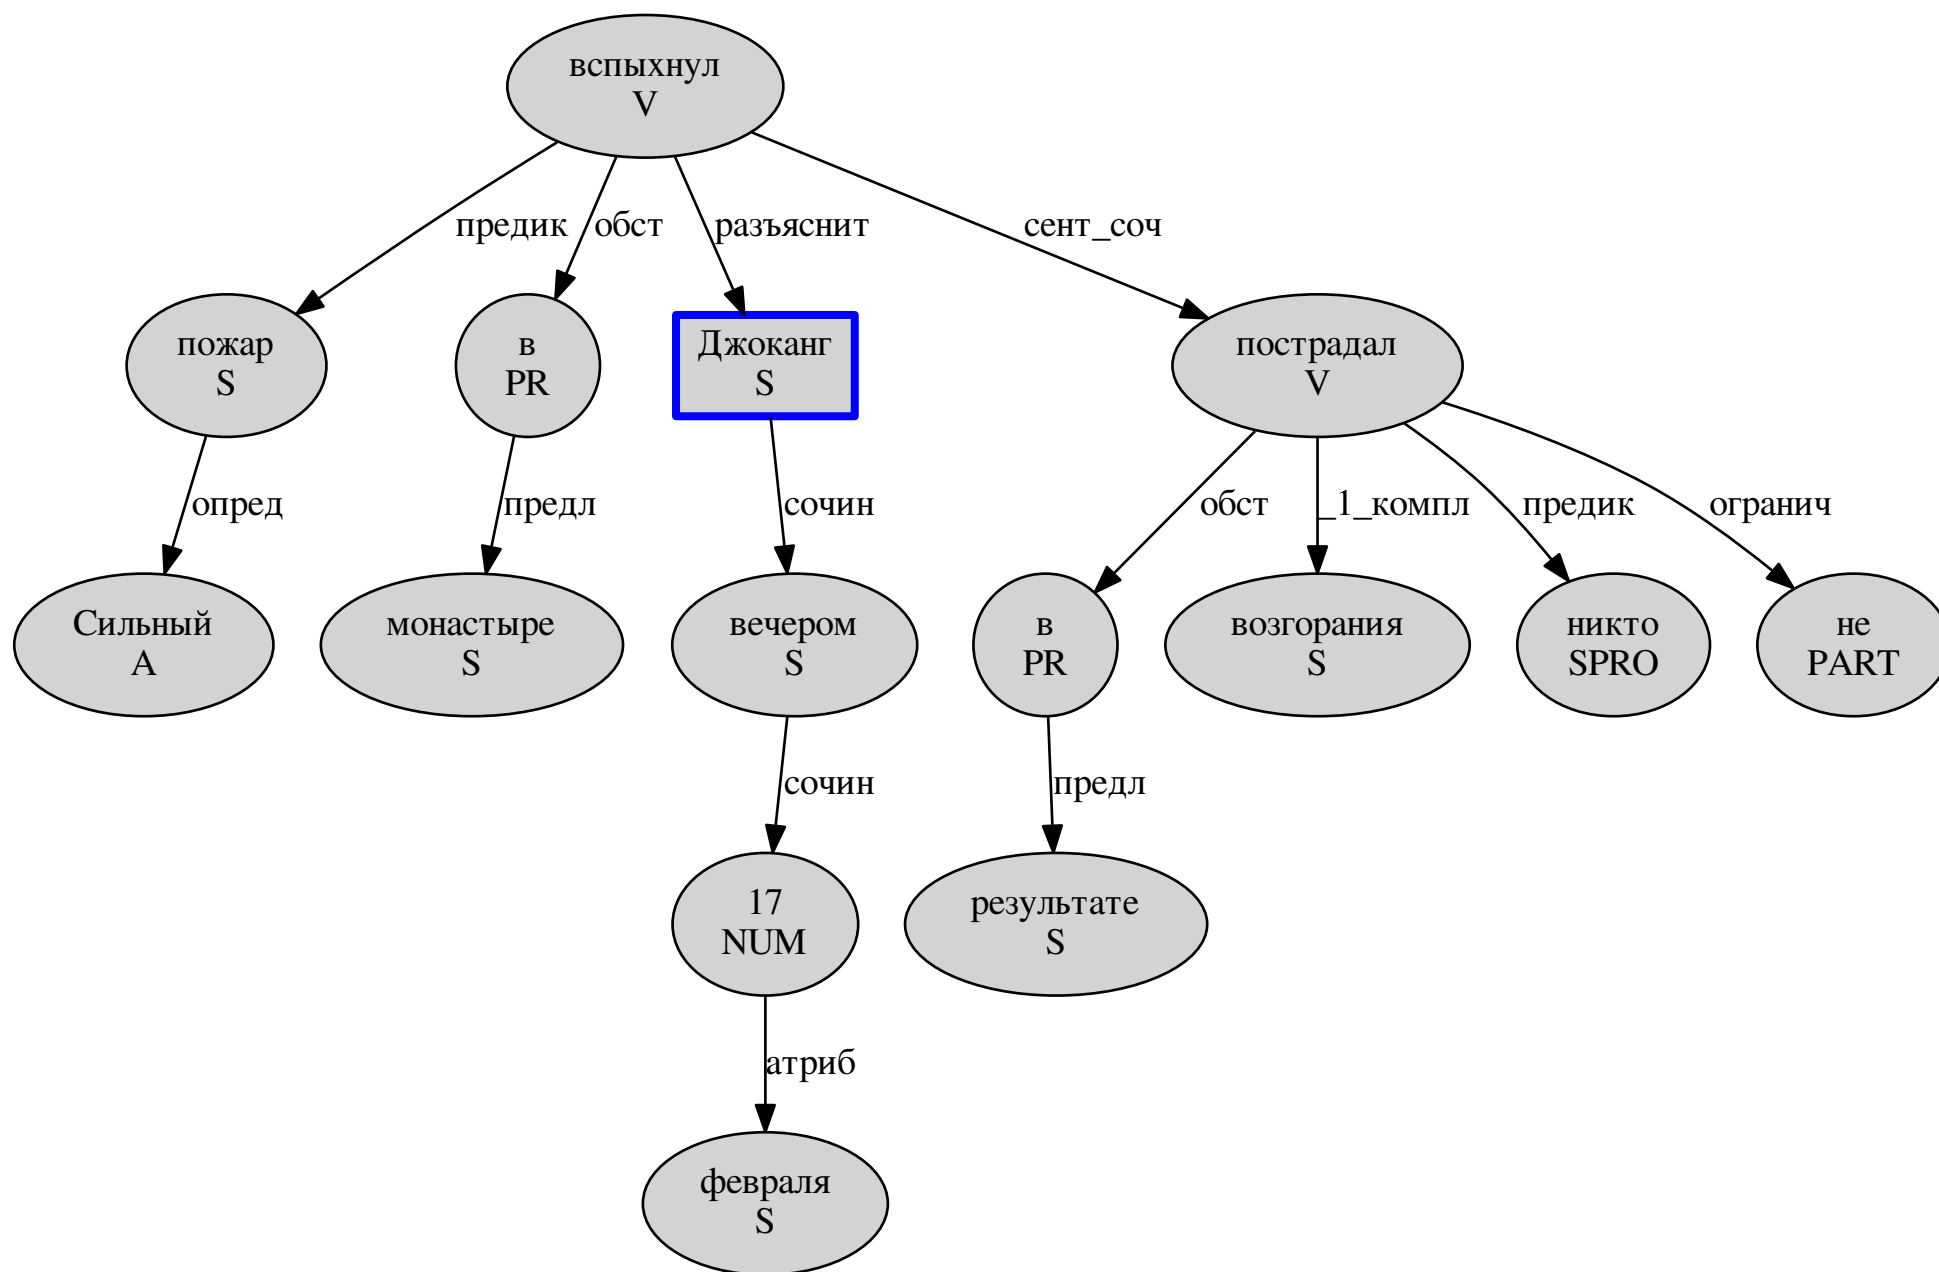 вспыхнул
V
предик
обст
разъяснит
сент_соч
пожар
S
в
PR
Джоканг
S
пострадал
V
опред
предл
сочин
обст
_1_компл
предик
огранич
Сильный
A
монастыре
S
вечером
S
в
PR
возгорания
S
никто
SPRO
не
PART
сочин
предл
17
NUM
результате
S
атриб
февраля
S